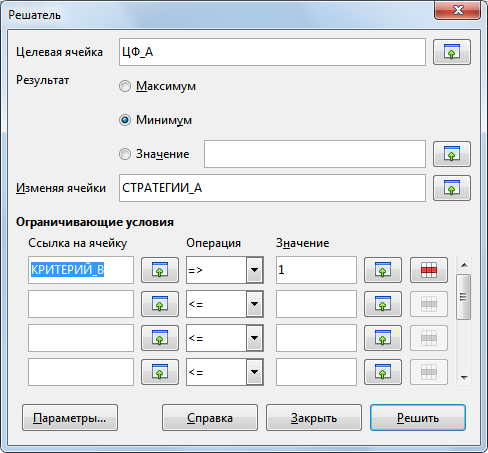 Решатель
Целевая ячейка ЦФ_А
Результат Максимум
Минимум
Значение
Изменяя ячейки СТРАТЕГИИ_А
Ограничивающие условия
Ссылка на ячейку Операция Значение
КРИТЕРИЙ_В => 1
<=
<=
<=
Параметры... Справка Закрыть Решить